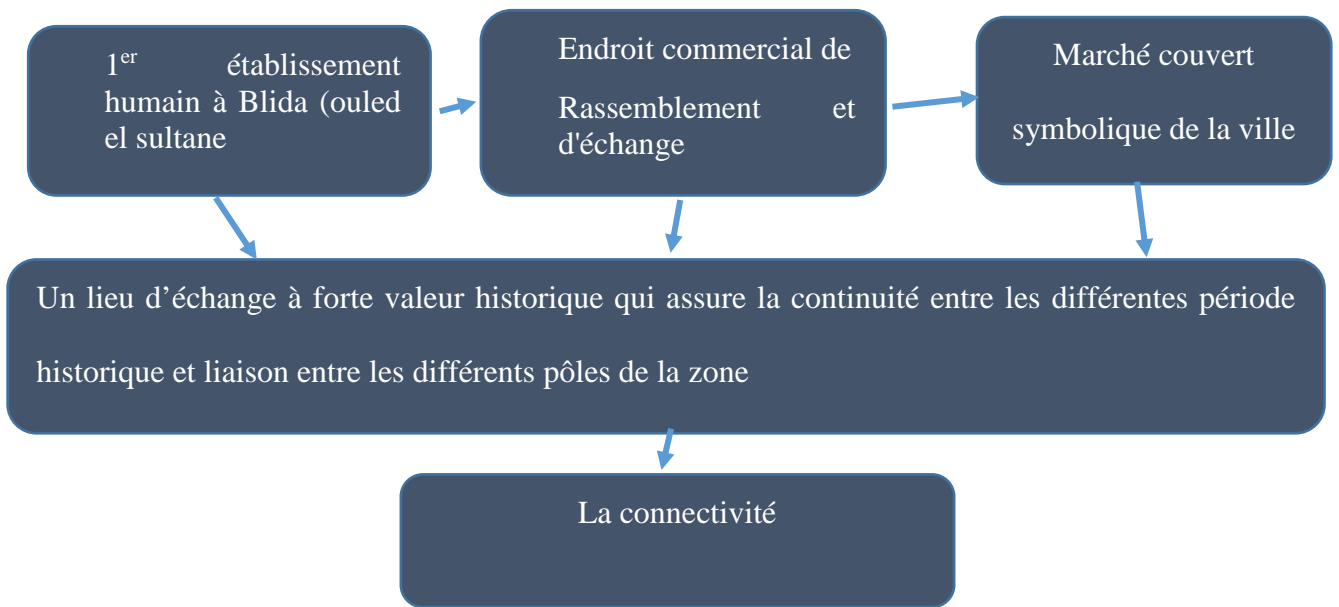 1er établissement
humain à Blida (ouled
el sultane
Endroit commercial de
Rassemblement et
d'échange
Marché couvert
symbolique de la ville
Un lieu d’échange à forte valeur historique qui assure la continuité entre les différentes période
historique et liaison entre les différents pôles de la zone
La connectivité